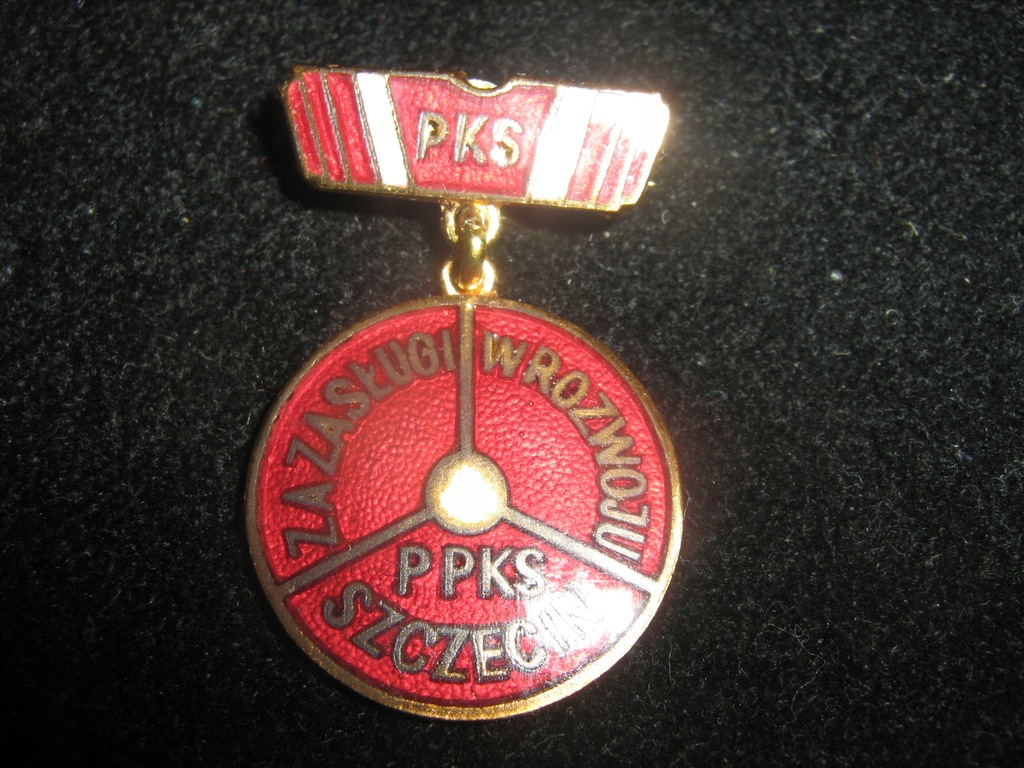 PKS
ZA ZASŁUGI W ROZWOJU
PPKS
SZCZECIN